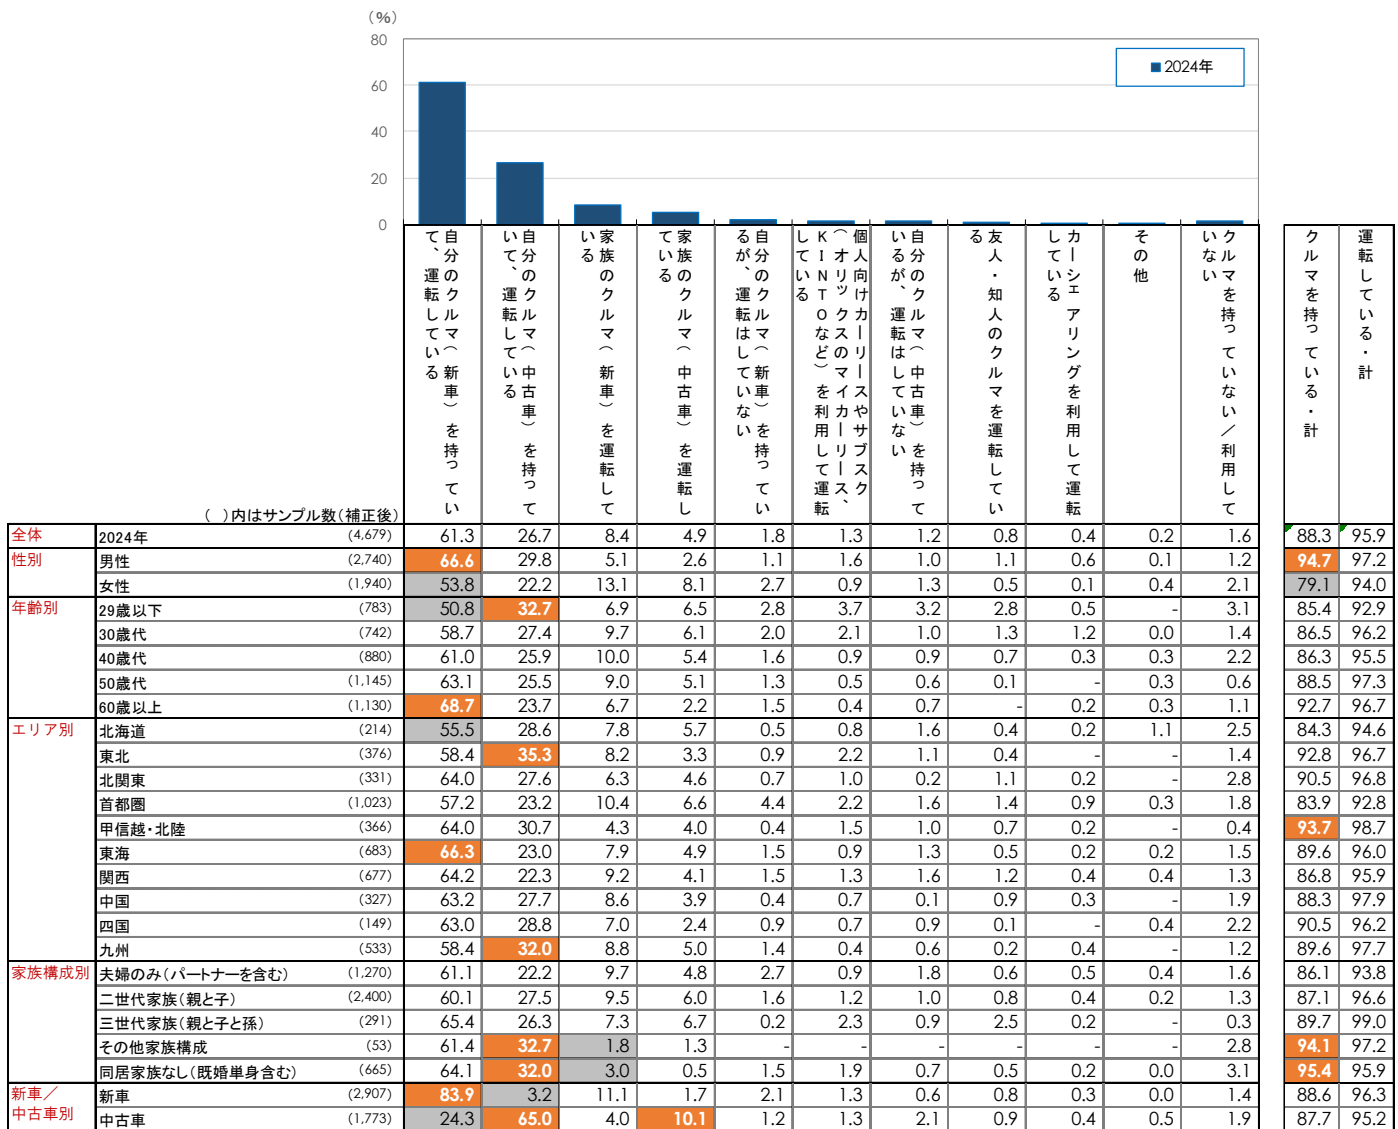 (%)
80
60
40
20
0
■2024年
自分のクルマ(新車)を持ってい
て、運転している
自分のクルマ(中古車)を持って
いて、運転している
家族のクルマ(新車)を運転して
いる
家族のクルマ(中古車)を運転し
ている
自分のクルマ(新車)を持ってい
るが、運転はしていない
個人向けカーリースやサブスク
(オリックスのマイカーリース、
KINTOなど)を利用して運転
している
自分のクルマ(中古車)を持って
いるが、運転はしていない
友人・知人のクルマを運転してい
る
カーシェアリングを利用して運転
している
その他
クルマを持っていない/利用して
いない
クルマを持っている・計
運転している・計
( )内はサンプル数(補正後)
全体 2024年 (4,679) 61.3 26.7 8.4 4.9 1.8 1.3 1.2 0.8 0.4 0.2 1.6 88.3 95.9
性別 男性 (2,740) 66.6 29.8 5.1 2.6 1.1 1.6 1.0 1.1 0.6 0.1 1.2 94.7 97.2
女性 (1,940) 53.8 22.2 13.1 8.1 2.7 0.9 1.3 0.5 0.1 0.4 2.1 79.1 94.0
年齢別 29歳以下 (783) 50.8 32.7 6.9 6.5 2.8 3.7 3.2 2.8 0.5 - 3.1 85.4 92.9
30歳代 (742) 58.7 27.4 9.7 6.1 2.0 2.1 1.0 1.3 1.2 0.0 1.4 86.5 96.2
40歳代 (880) 61.0 25.9 10.0 5.4 1.6 0.9 0.9 0.7 0.3 0.3 2.2 86.3 95.5
50歳代 (1,145) 63.1 25.5 9.0 5.1 1.3 0.5 0.6 0.1 - 0.3 0.6 88.5 97.3
60歳以上 (1,130) 68.7 23.7 6.7 2.2 1.5 0.4 0.7 - 0.2 0.3 1.1 92.7 96.7
エリア別 北海道 (214) 55.5 28.6 7.8 5.7 0.5 0.8 1.6 0.4 0.2 1.1 2.5 84.3 94.6
東北 (376) 58.4 35.3 8.2 3.3 0.9 2.2 1.1 0.4 - - 1.4 92.8 96.7
北関東 (331) 64.0 27.6 6.3 4.6 0.7 1.0 0.2 1.1 0.2 - 2.8 90.5 96.8
首都圏 (1,023) 57.2 23.2 10.4 6.6 4.4 2.2 1.6 1.4 0.9 0.3 1.8 83.9 92.8
甲信越・北陸 (366) 64.0 30.7 4.3 4.0 0.4 1.5 1.0 0.7 0.2 - 0.4 93.7 98.7
東海 (683) 66.3 23.0 7.9 4.9 1.5 0.9 1.3 0.5 0.2 0.2 1.5 89.6 96.0
関西 (677) 64.2 22.3 9.2 4.1 1.5 1.3 1.6 1.2 0.4 0.4 1.3 86.8 95.9
中国 (327) 63.2 27.7 8.6 3.9 0.4 0.7 0.1 0.9 0.3 - 1.9 88.3 97.9
四国 (149) 63.0 28.8 7.0 2.4 0.9 0.7 0.9 0.1 - 0.4 2.2 90.5 96.2
九州 (533) 58.4 32.0 8.8 5.0 1.4 0.4 0.6 0.2 0.4 - 1.2 89.6 97.7
家族構成別 夫婦のみ(パートナーを含む) (1,270) 61.1 22.2 9.7 4.8 2.7 0.9 1.8 0.6 0.5 0.4 1.6 86.1 93.8
二世代家族(親と子) (2,400) 60.1 27.5 9.5 6.0 1.6 1.2 1.0 0.8 0.4 0.2 1.3 87.1 96.6
三世代家族(親と子と孫) (291) 65.4 26.3 7.3 6.7 0.2 2.3 0.9 2.5 0.2 - 0.3 89.7 99.0
その他家族構成 (53) 61.4 32.7 1.8 1.3 - - - - - - 2.8 94.1 97.2
同居家族なし(既婚単身含む) (665) 64.1 32.0 3.0 0.5 1.5 1.9 0.7 0.5 0.2 0.0 3.1 95.4 95.9
新車/
中古車別
新車 (2,907) 83.9 3.2 11.1 1.7 2.1 1.3 0.6 0.8 0.3 0.0 1.4 88.6 96.3
中古車 (1,773) 24.3 65.0 4.0 10.1 1.2 1.3 2.1 0.9 0.4 0.5 1.9 87.7 95.2